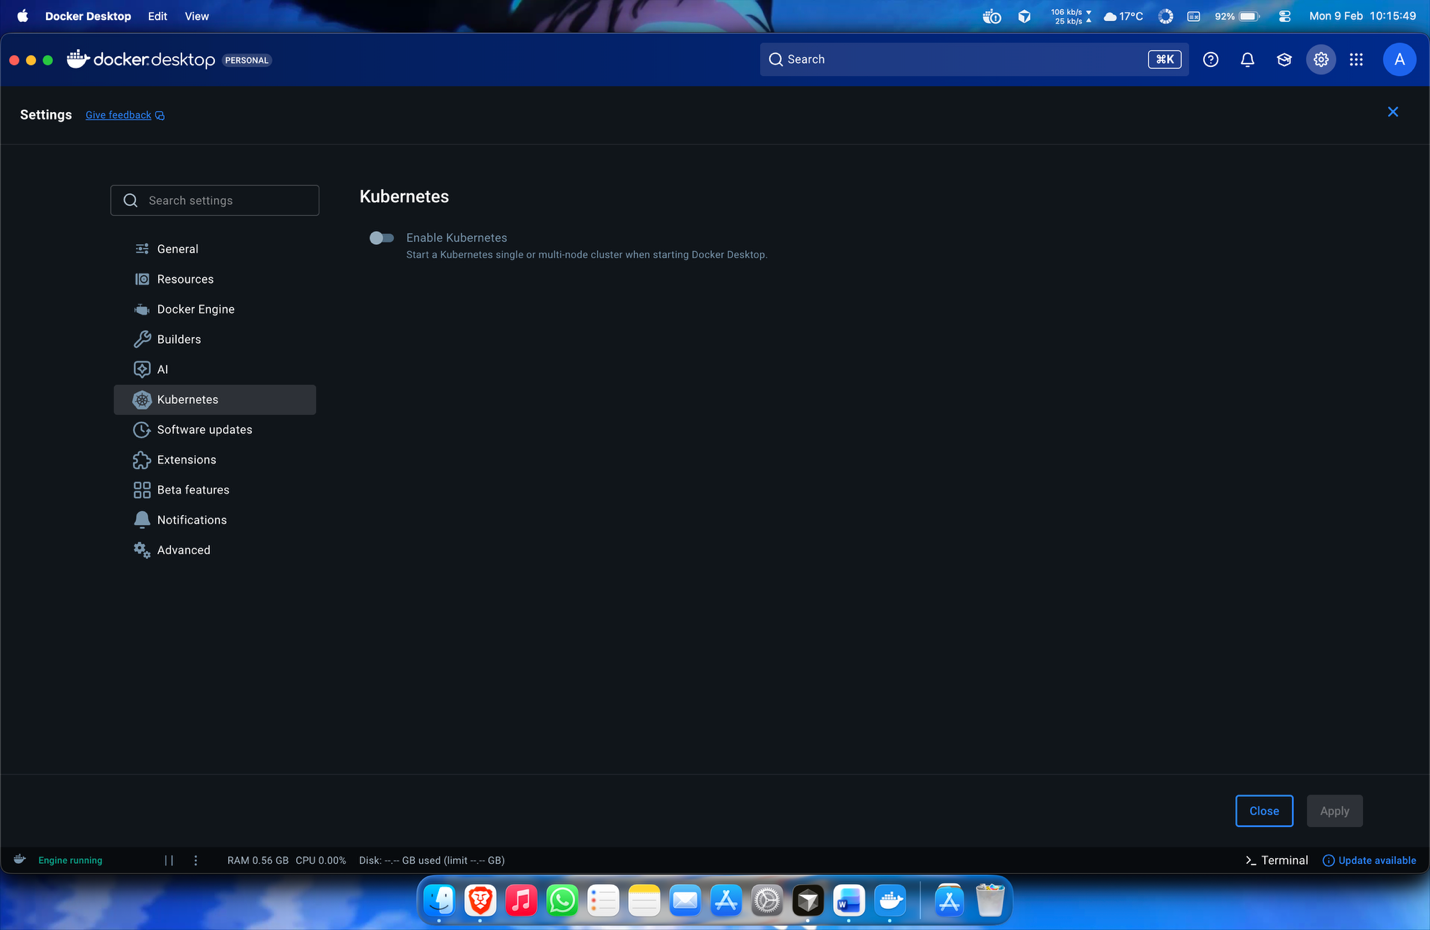 Docker Desktop Edit View
106 kb/s
25 kb/s
17°C
92%
Mon 9 Feb 10:15:49
docker.desktop PERSONAL
Search
⌘K
A
Settings Give feedback
Search settings
Kubernetes
Enable Kubernetes
Start a Kubernetes single or multi-node cluster when starting Docker Desktop.
General
Resources
Docker Engine
Builders
AI
Kubernetes
Software updates
Extensions
Beta features
Notifications
Advanced
Close Apply
Engine running
RAM 0.56 GB CPU 0.00% Disk: --.-- GB used (limit --.-- GB)
Terminal
Update available
W